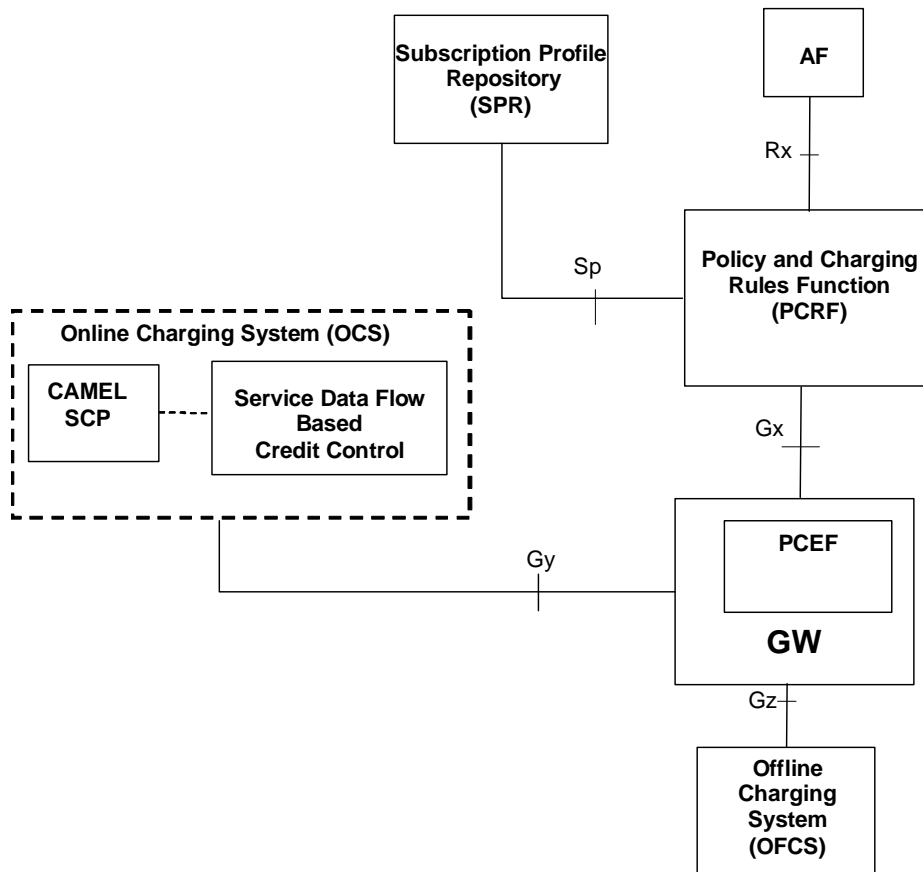 Subscription Profile
Repository
(SPR)
AF
Rx
Sp
Policy and Charging
Rules Function
(PCRF)
Online Charging System (OCS)
CAMEL
SCP
Service Data Flow
Based
Credit Control
Gx
PCEF
Gy
GW
Gz
Offline
Charging
System
(OFCS)